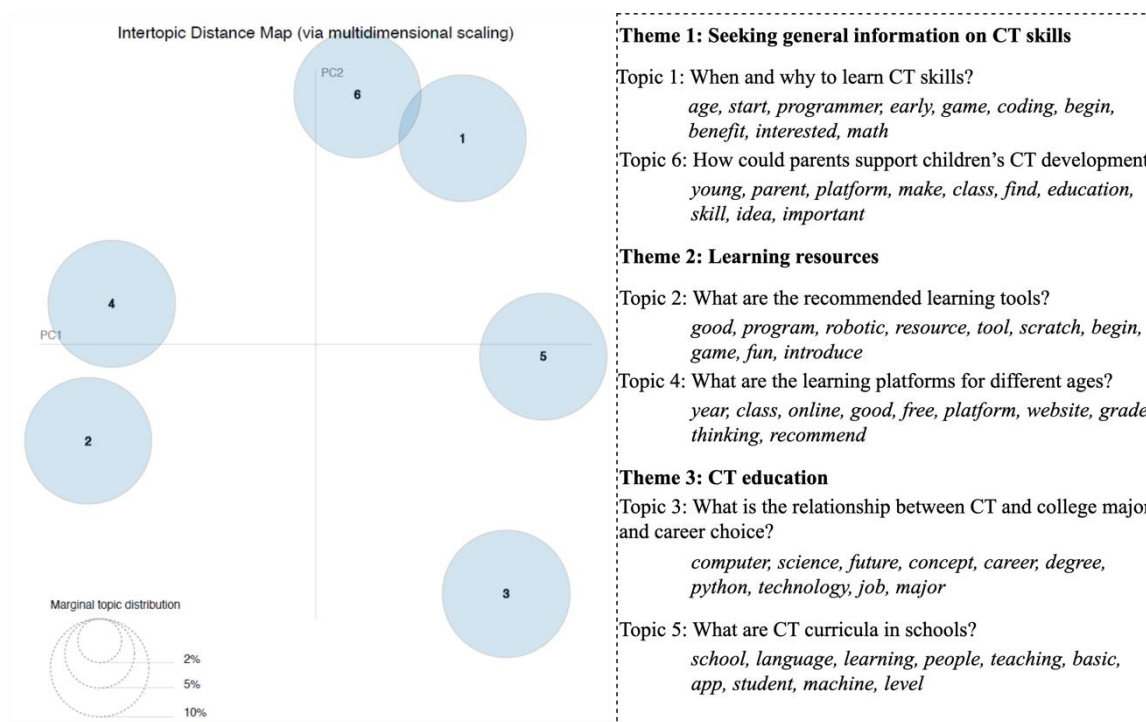 Intertopic Distance Map (via multidimensional scaling)
PC2
6
1
4
PC1
5
2
3
Marginal topic distribution
2%
5%
10%
Theme 1: Seeking general information on CT skills
Topic 1: When and why to learn CT skills?
age, start, programmer, early, game, coding, begin,
benefit, interested, math
Topic 6: How could parents support children's CT development
young, parent, platform, make, class, find, education,
skill, idea, important
Theme 2: Learning resources
Topic 2: What are the recommended learning tools?
good, program, robotic, resource, tool, scratch, begin,
game, fun, introduce
Topic 4: What are the learning platforms for different ages?
year, class, online, good, free, platform, website, grade
thinking, recommend
Theme 3: CT education
Topic 3: What is the relationship between CT and college major
and career choice?
computer, science, future, concept, career, degree,
python, technology, job, major
Topic 5: What are CT curricula in schools?
school, language, learning, people, teaching, basic,
app, student, machine, level